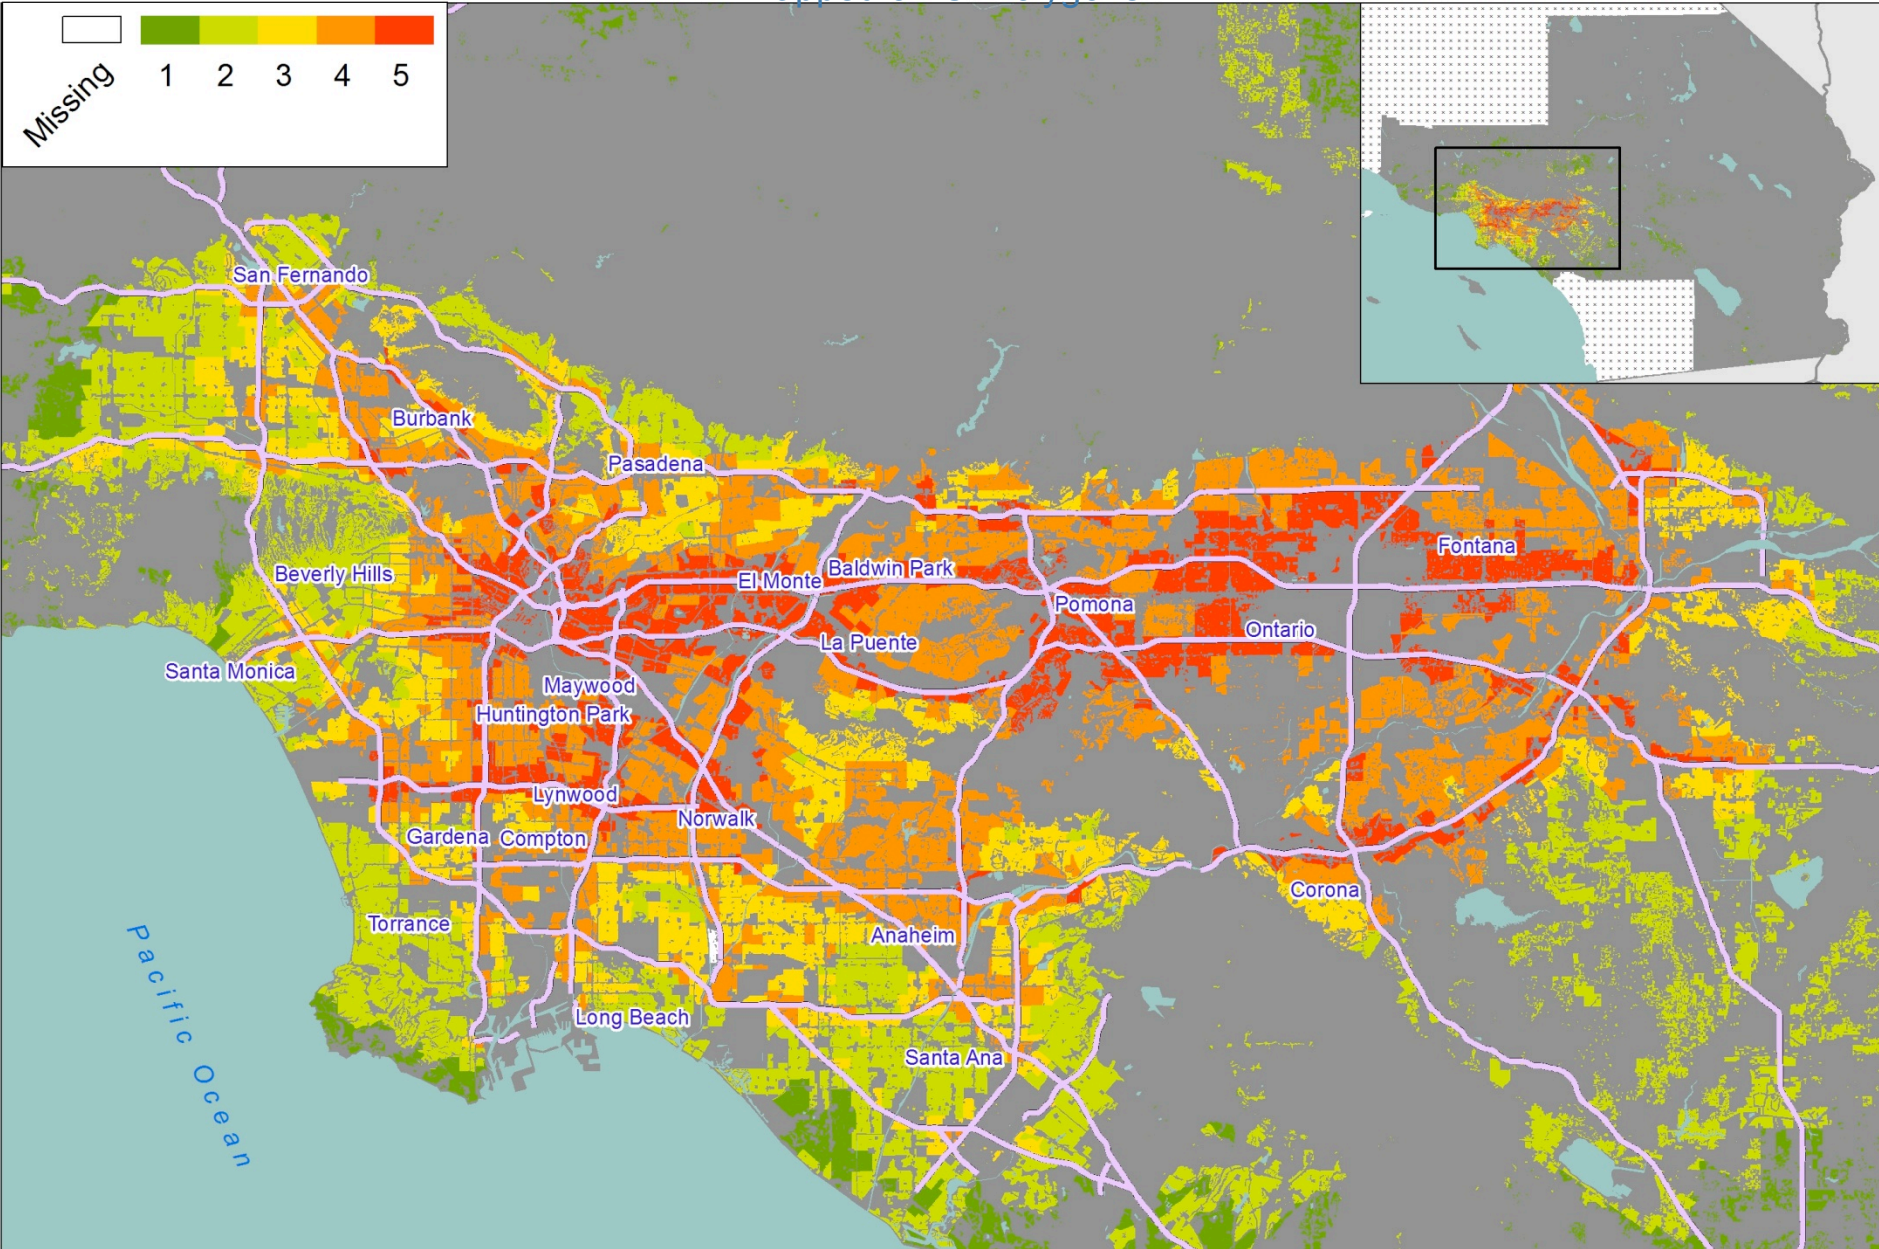 Missing
1 2 3 4 5
San Fernando
Burbank
Pasadena
Beverly Hills
El Monte
Baldwin Park
Fontana
Pomona
Ontario
La Puente
Santa Monica
Maywood
Huntington Park
Lynwood
Norwalk
Gardena
Compton
Corona
Torrance
Anaheim
Pacific Ocean
Long Beach
Santa Ana